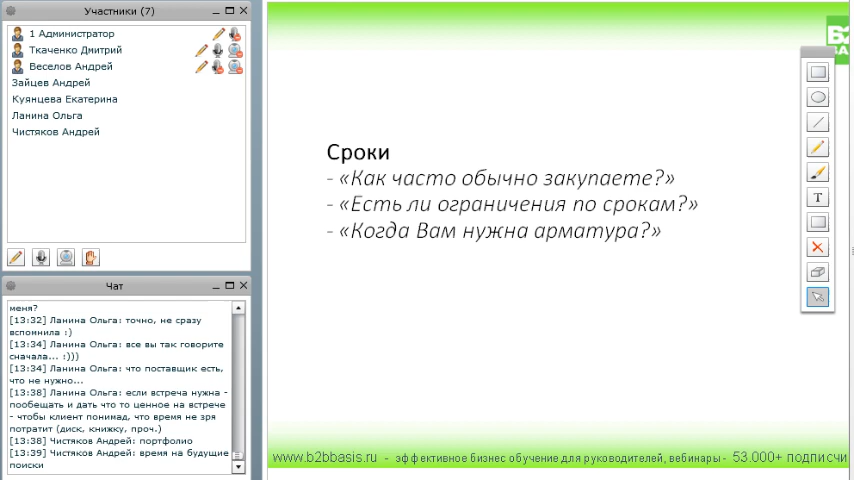 Участники (7)
1 Администратор
Ткаченко Дмитрий
Веселов Андрей
Зайцев Андрей
Куянцева Екатерина
Ланина Ольга
Чистяков Андрей
Чат
меня?
[13:32] Ланина Ольга: точно, не сразу
вспомнила :)
[13:34] Ланина Ольга: все вы так говорите
сначала... :)))
[13:34] Ланина Ольга: что поставщик есть,
что не нужно...
[13:38] Ланина Ольга: если встреча нужна -
пообещать и дать что то ценное на встрече
- чтобы клиент понимад, что время не зря
потратит (диск, книжку, проч.)
[13:38] Чистяков Андрей: портфолио
[13:39] Чистяков Андрей: время на будущие
поиски
Сроки
- «Как часто обычно закупаете?»
- «Есть ли ограничения по срокам?»
- «Когда Вам нужна арматура?»
T
www.b2bbasis.ru - эффективное бизнес обучение для руководителей, вебинары - 53.000+ подписчи